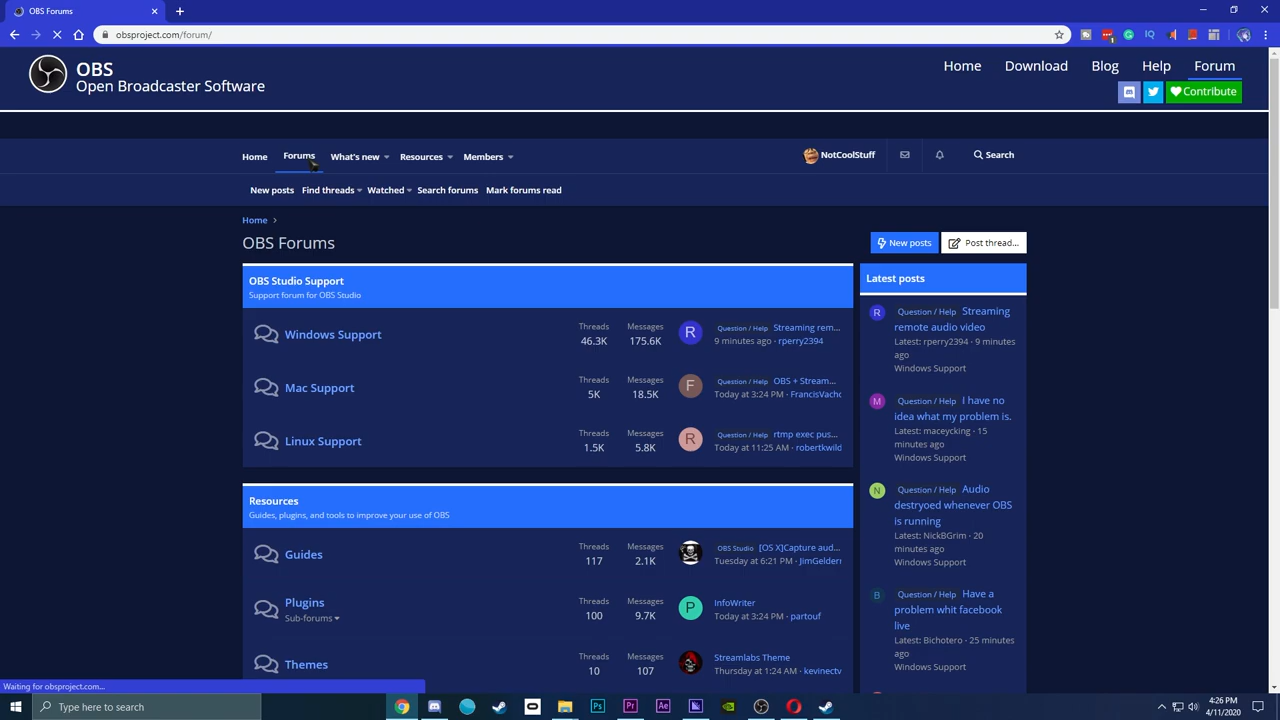 OBS Forums
obsproject.com/forum/
OBS
Open Broadcaster Software
Home Download Blog Help Forum
Contribute
Home Forums What's new Resources Members
NotCoolStuff
Search
New posts Find threads Watched Search forums Mark forums read
Home
OBS Forums
New posts
Post thread...
OBS Studio Support
Support forum for OBS Studio
Windows Support
Threads
46.3K
Messages
175.6K
R
Question / Help Streaming rem...
9 minutes ago · rperry2394
Mac Support
Threads
5K
Messages
18.5K
F
Question / Help OBS + Stream...
Today at 3:24 PM · FrancisVacho
Linux Support
Threads
1.5K
Messages
5.8K
R
Question / Help rtmp exec pus...
Today at 11:25 AM · robertkwild
Resources
Guides, plugins, and tools to improve your use of OBS
Guides
Threads
117
Messages
2.1K
OBS Studio [OS X]Capture aud...
Tuesday at 6:21 PM · JimGelderm
Plugins
Sub-forums
Threads
100
Messages
9.7K
P
InfoWriter
Today at 3:24 PM · partouf
Themes
Threads
10
Messages
107
Streamlabs Theme
Thursday at 1:24 AM · kevinectv
Latest posts
R
Question / Help Streaming
remote audio video
Latest: rperry2394 · 9 minutes
ago
Windows Support
M
Question / Help I have no
idea what my problem is.
Latest: maceycking · 15
minutes ago
Windows Support
N
Question / Help Audio
destryoed whenever OBS
is running
Latest: NickBGrim · 20
minutes ago
Windows Support
B
Question / Help Have a
problem whit facebook
live
Latest: Bichotero · 25 minutes
ago
Windows Support
Waiting for obsproject.com...
Type here to search
Ps Pr Ae
4:26 PM
4/11/2020